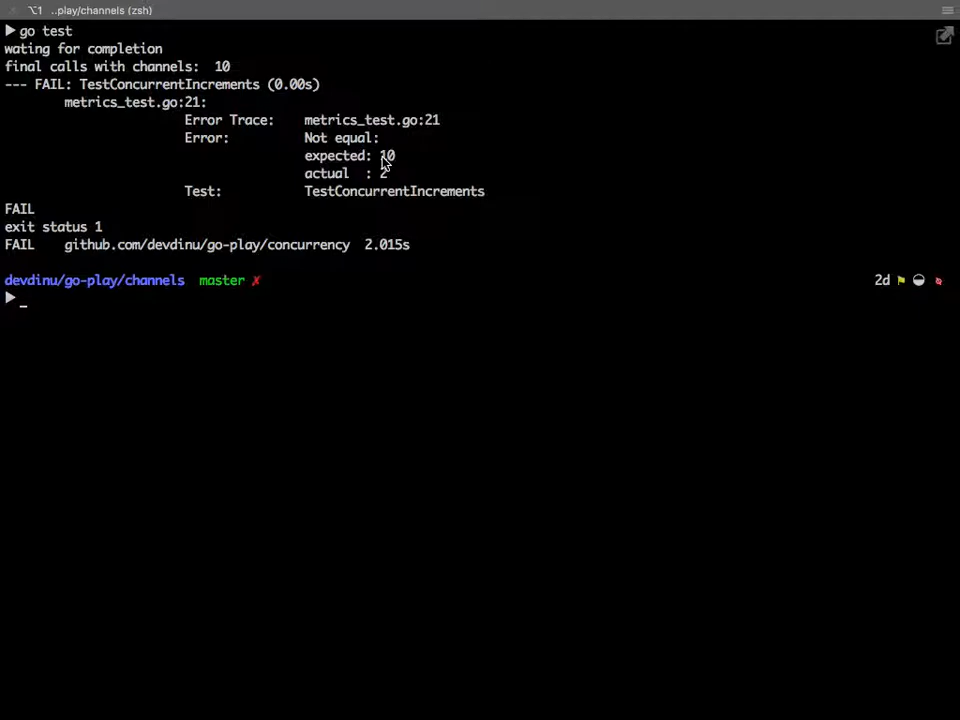 ⌥1 ..play/channels (zsh)
▶ go test
wating for completion
final calls with channels: 10
--- FAIL: TestConcurrentIncrements (0.00s)
metrics_test.go:21:
Error Trace: metrics_test.go:21
Error: Not equal:
expected: 10
actual : 2
Test: TestConcurrentIncrements
FAIL
exit status 1
FAIL github.com/devdinu/go-play/concurrency 2.015s
devdinu/go-play/channels master ✗ 2d
▶ _